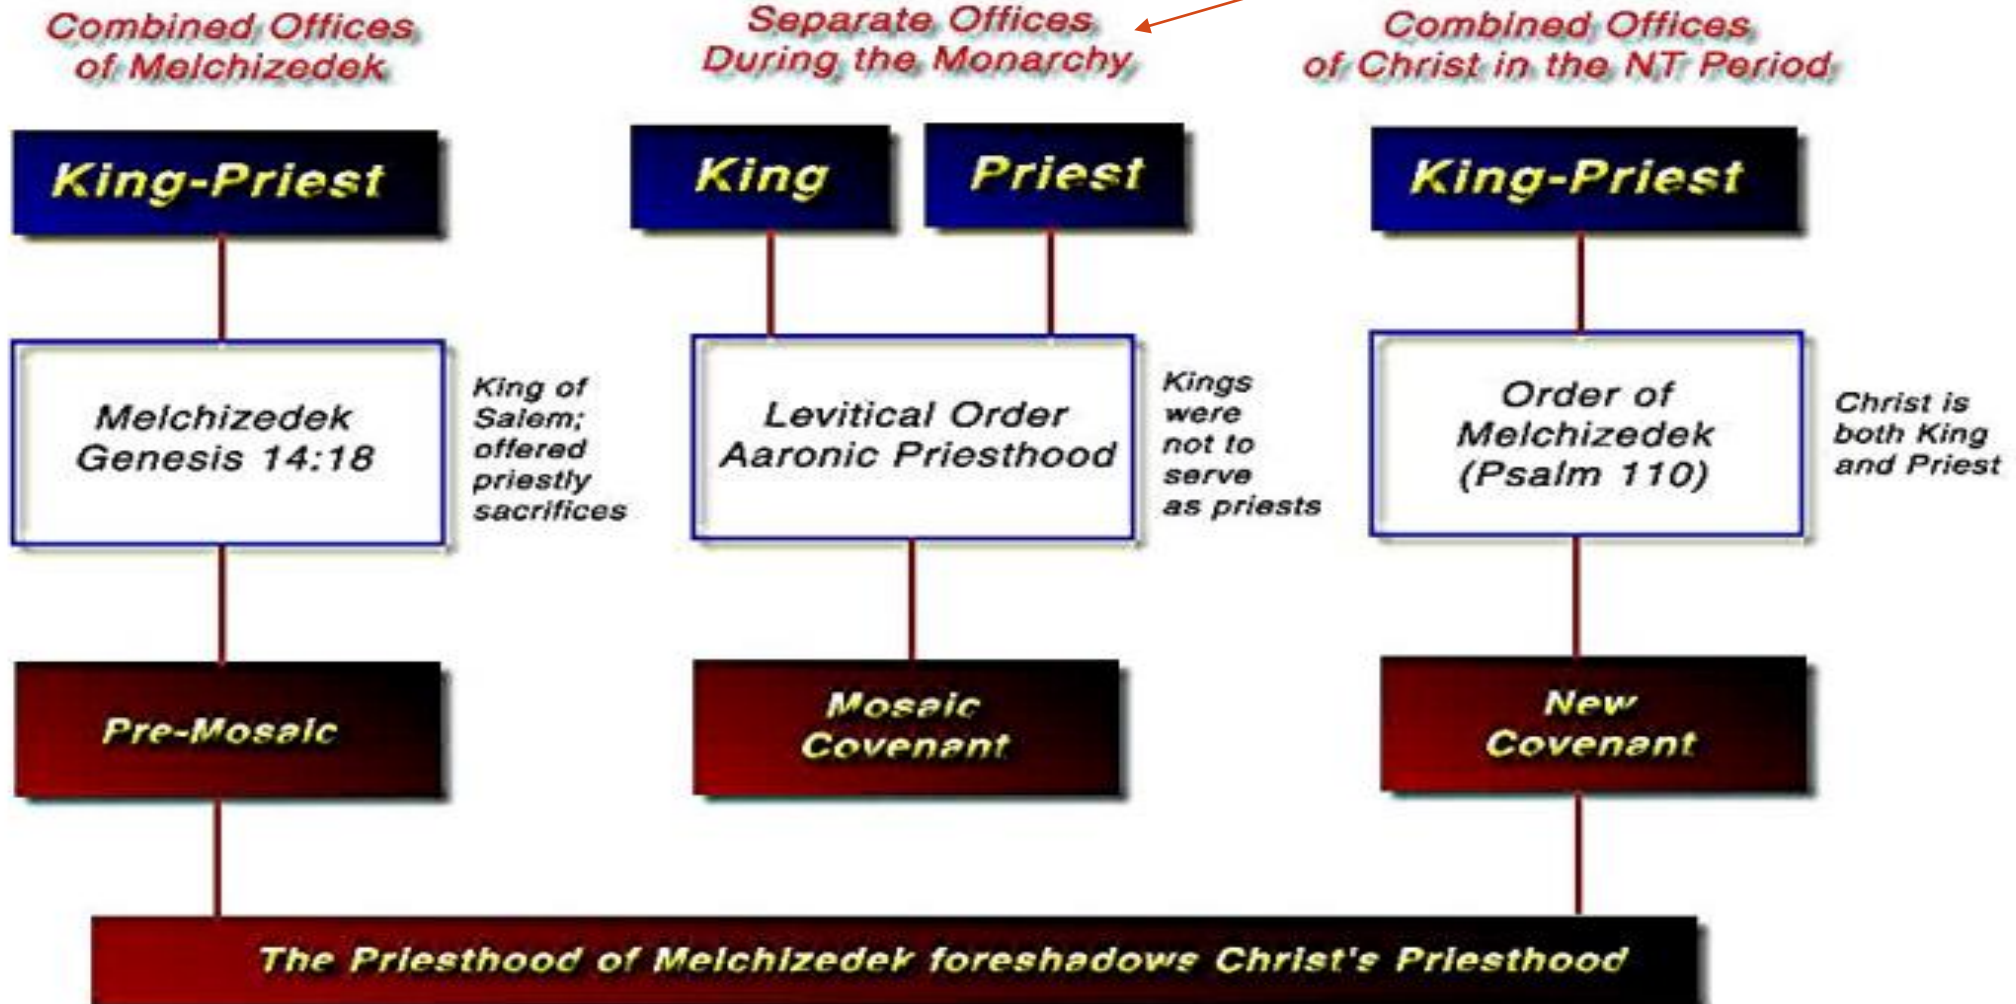 Combined Offices
of Melchizedek
Separate Offices
During the Monarchy
Combined Offices
of Christ in the NT Period
King-Priest
King
Priest
King-Priest
Melchizedek
Genesis 14:18
King of
Salem;
offered
priestly
sacrifices
Levitical Order
Aaronic Priesthood
Kings
were
not to
serve
as priests
Order of
Melchizedek
(Psalm 110)
Christ is
both King
and Priest
Pre-Mosaic
Mosaic
Covenant
New
Covenant
The Priesthood of Melchizedek foreshadows Christ's Priesthood